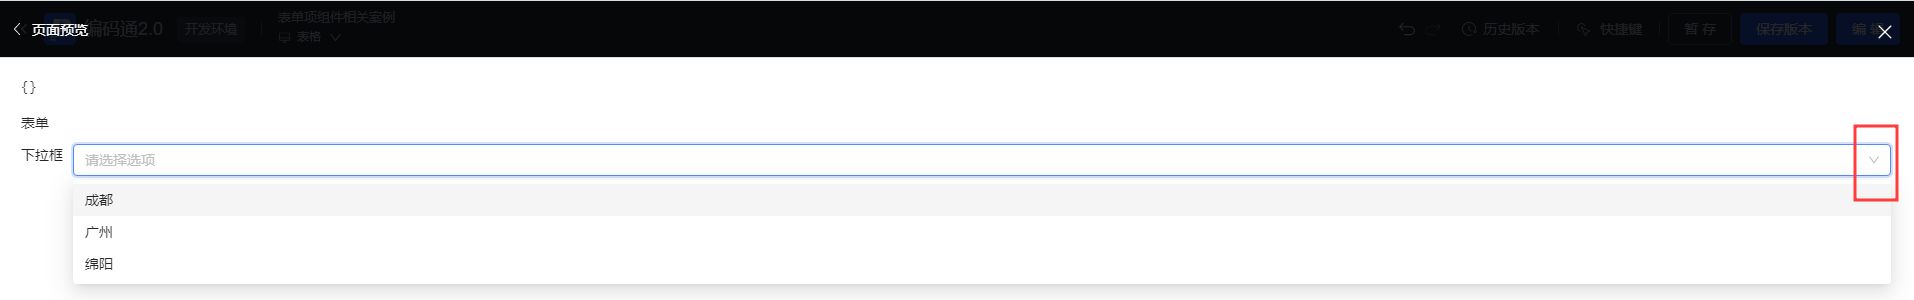 表单项组件相关案例
页面预览 编码通2.0 开发环境 表格 历史版本 快捷键 暂 存 保存版本 编
{}
表单
下拉框 请选择选项
成都
广州
绵阳